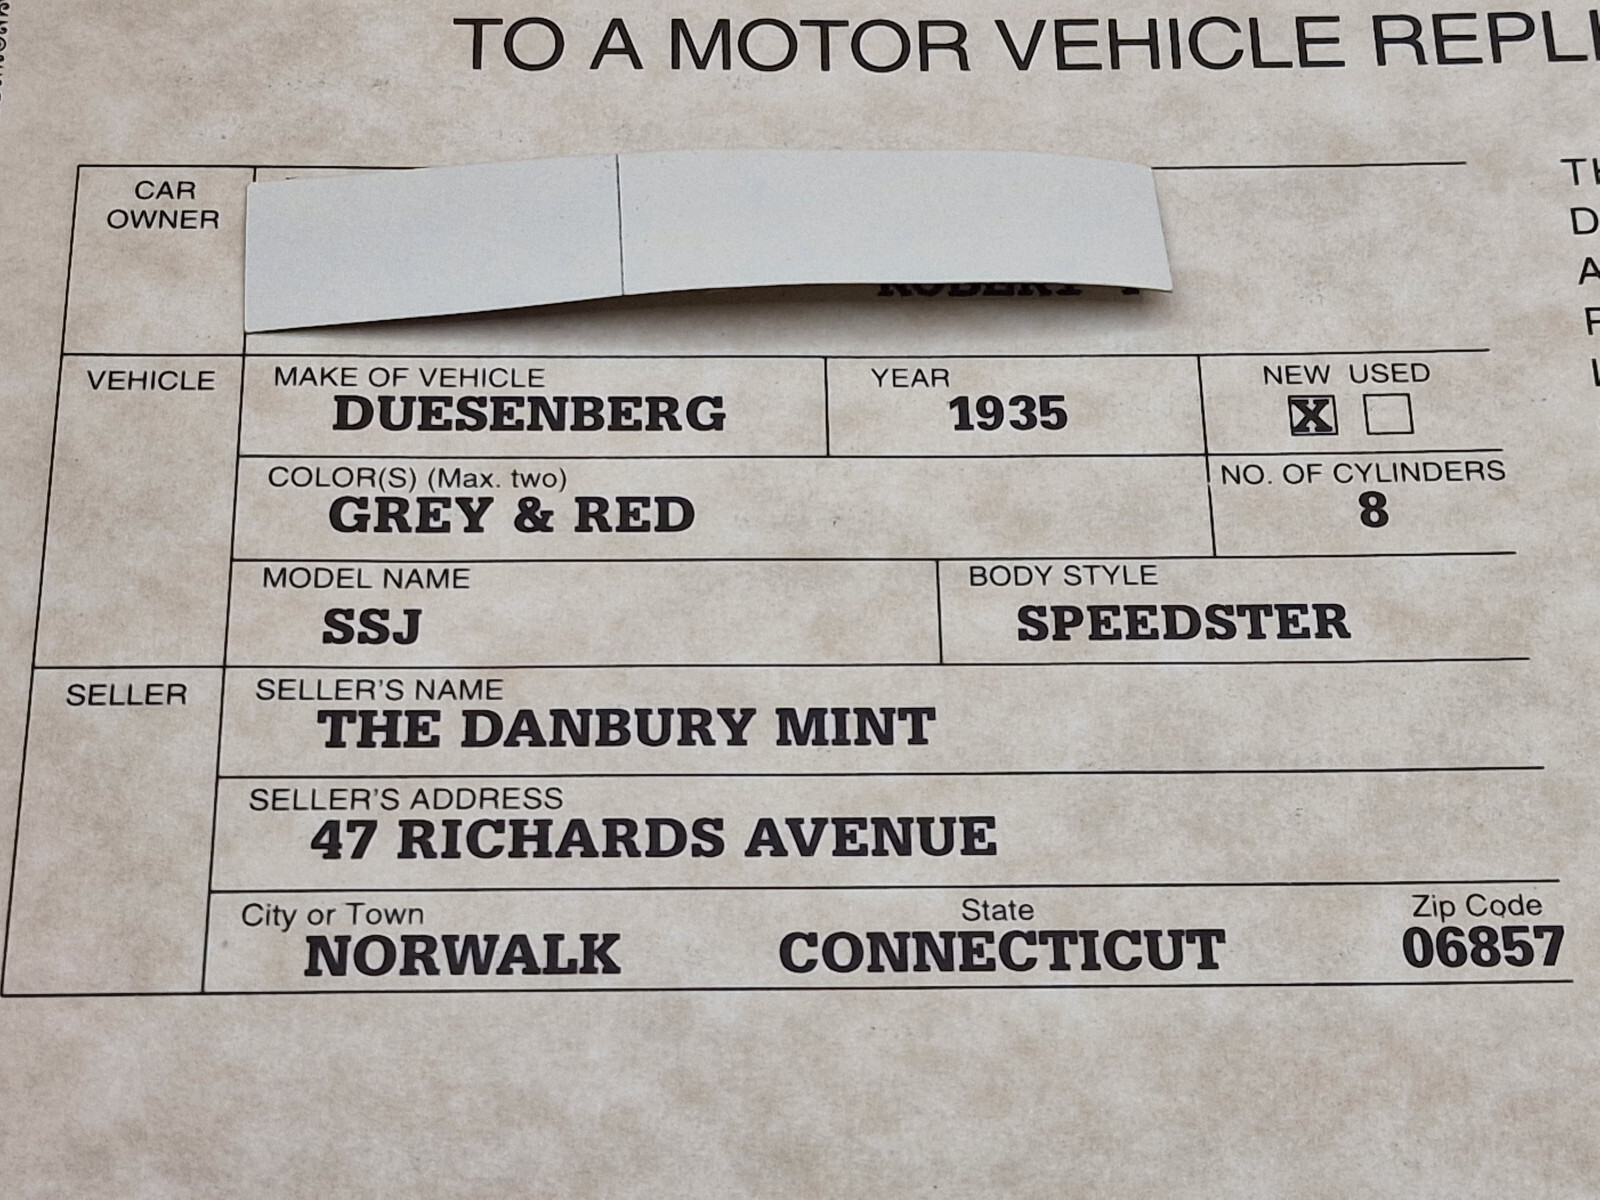 TO A MOTOR VEHICLE REPLI
CAR
OWNER
VEHICLE
MAKE OF VEHICLE
DUESENBERG
YEAR
1935
NEW USED
X
COLOR(S) (Max. two)
GREY & RED
NO. OF CYLINDERS
8
MODEL NAME
SSJ
BODY STYLE
SPEEDSTER
SELLER
SELLER'S NAME
THE DANBURY MINT
SELLER'S ADDRESS
47 RICHARDS AVENUE
City or Town
NORWALK
State
CONNECTICUT
Zip Code
06857